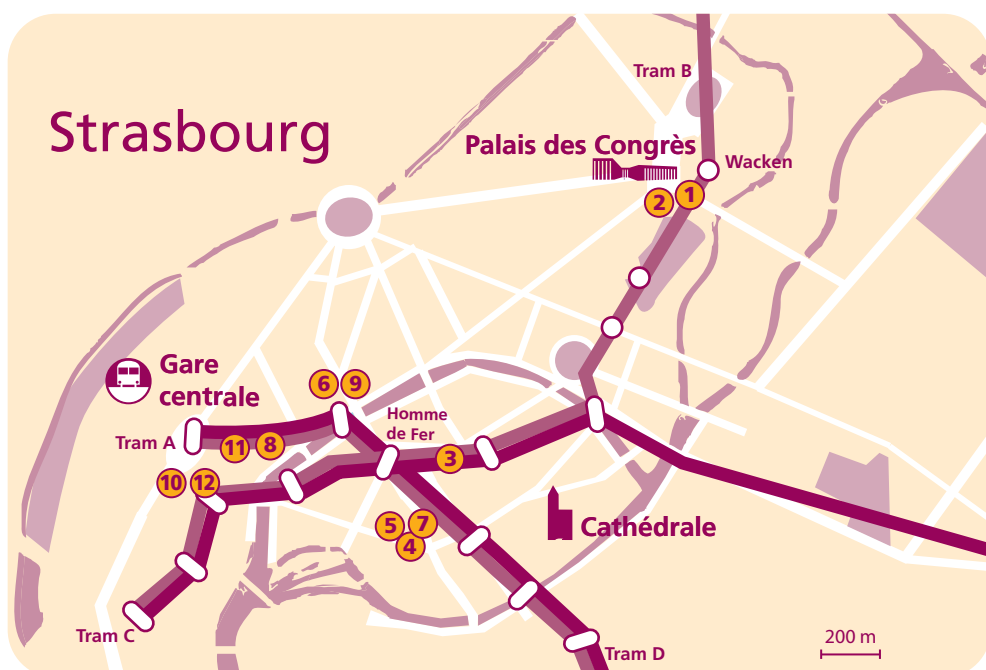 Tram B
Strasbourg
Palais des Congrès
Wacken
1
2
Gare
centrale
6
9
Homme
de Fer
Tram A
11
8
3
10
12
5
7
4
Cathédrale
Tram C
Tram D
200 m